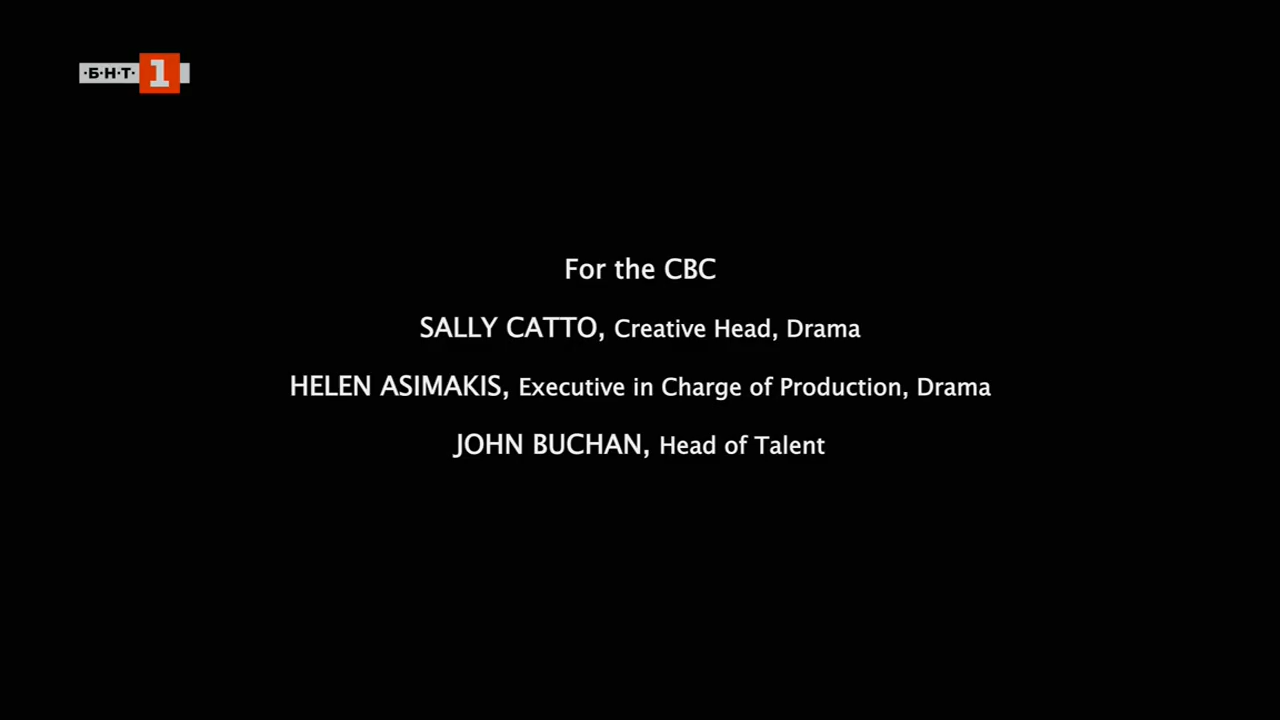 ·Б·Н·Т· 1
For the CBC
SALLY CATTO, Creative Head, Drama
HELEN ASIMAKIS, Executive in Charge of Production, Drama
JOHN BUCHAN, Head of Talent